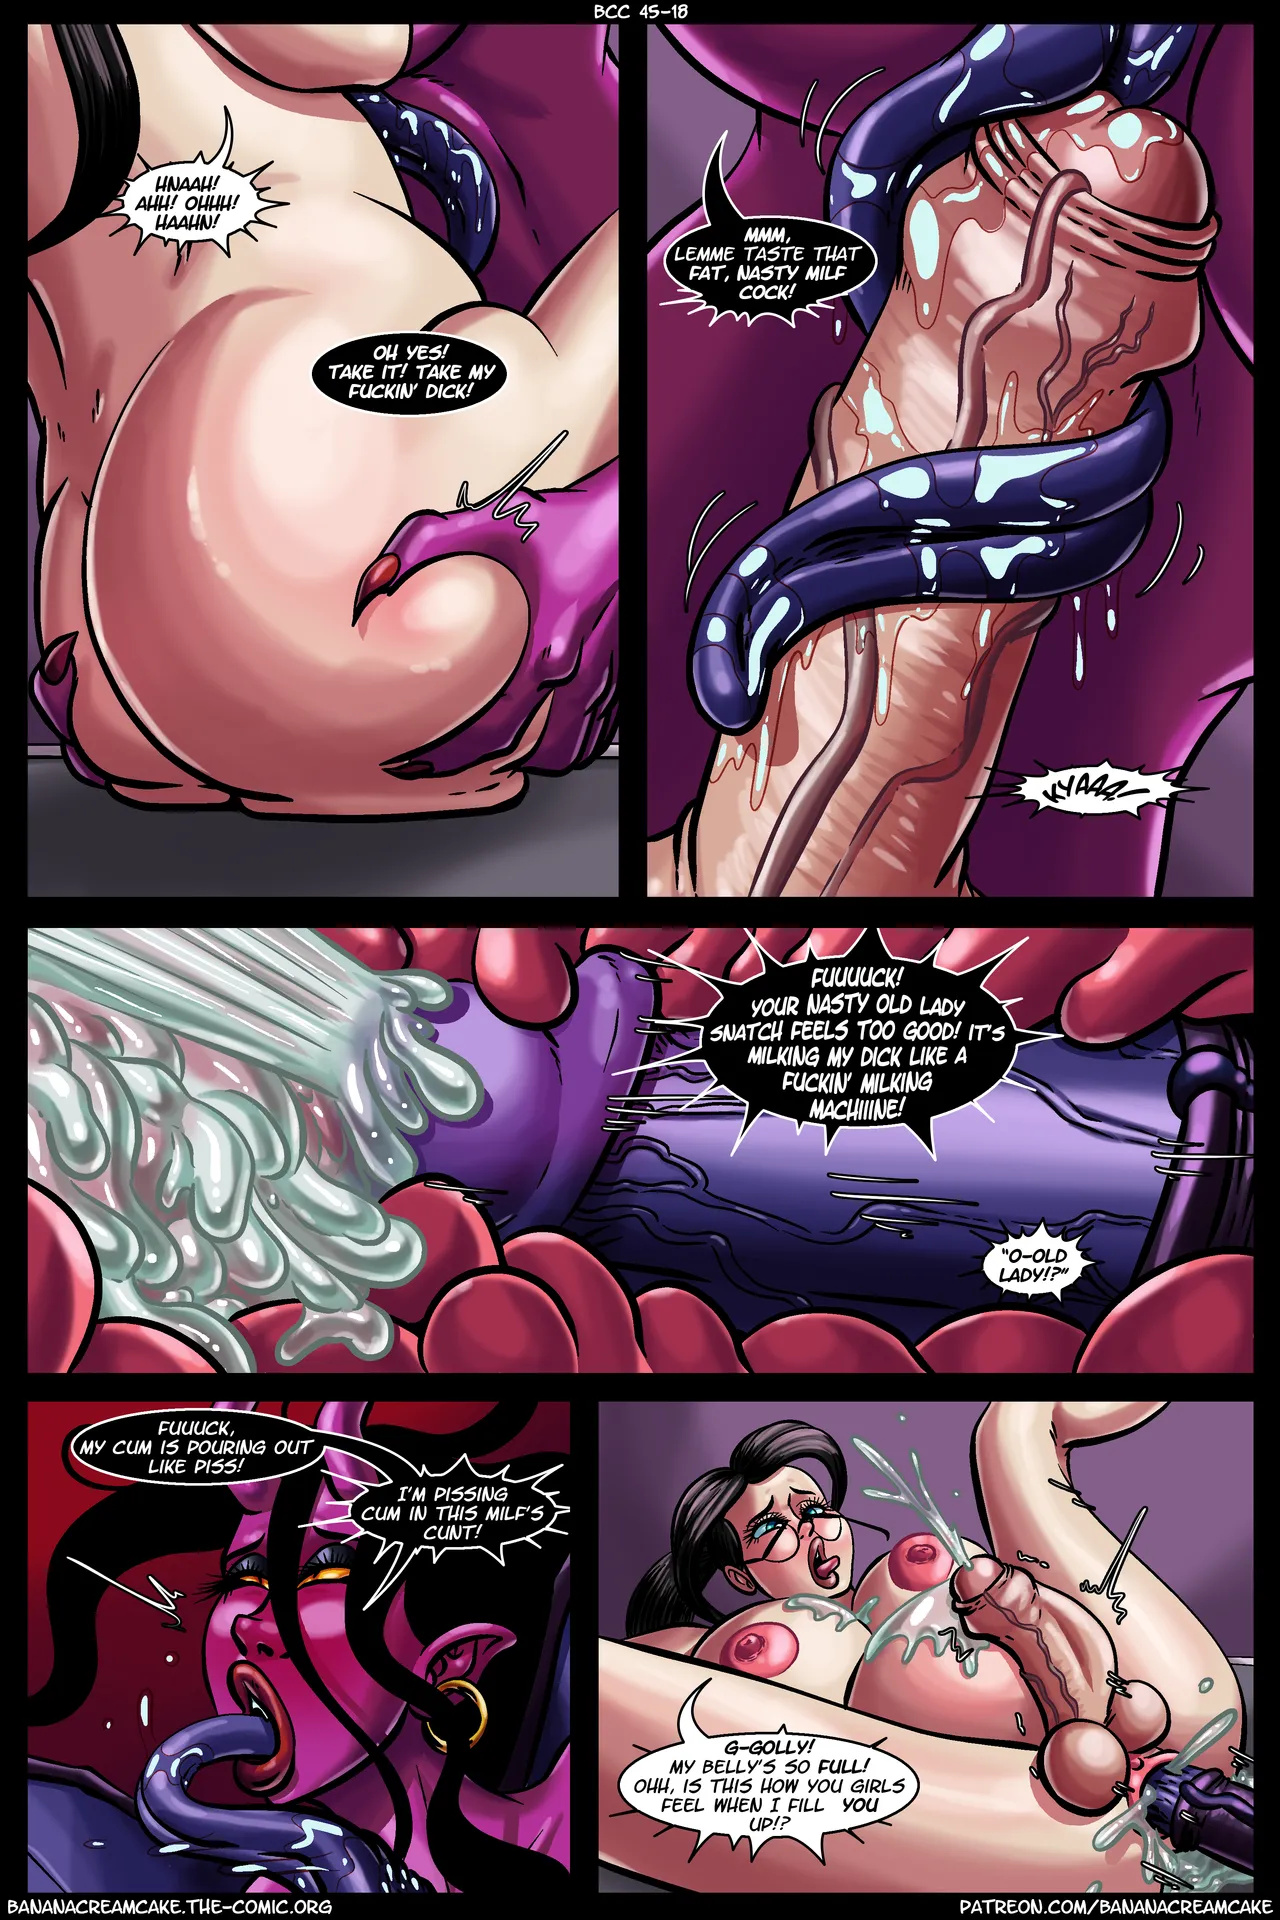 BCC 45-18
HNAAH!
AHH! OHHH!
HAAHN!
OH YES!
TAKE IT! TAKE MY
FUCKIN' DICK!
MMM,
LEMME TASTE THAT
FAT, NASTY MILF
COCK!
KYAAA!
FUUUUCK!
YOUR NASTY OLD LADY
SNATCH FEELS TOO GOOD! IT'S
MILKING MY DICK LIKE A
FUCKIN' MILKING
MACHIIINE!
"O-OLD
LADY!?"
FUUUCK,
MY CUM IS POURING OUT
LIKE PISS!
I'M PISSING
CUM IN THIS MILF'S
CUNT!
G-GOLLY!
MY BELLY'S SO FULL!
OHH, IS THIS HOW YOU GIRLS
FEEL WHEN I FILL YOU
UP!?
BANANACREAMCAKE.THE-COMIC.ORG
PATREON.COM/BANANACREAMCAKE